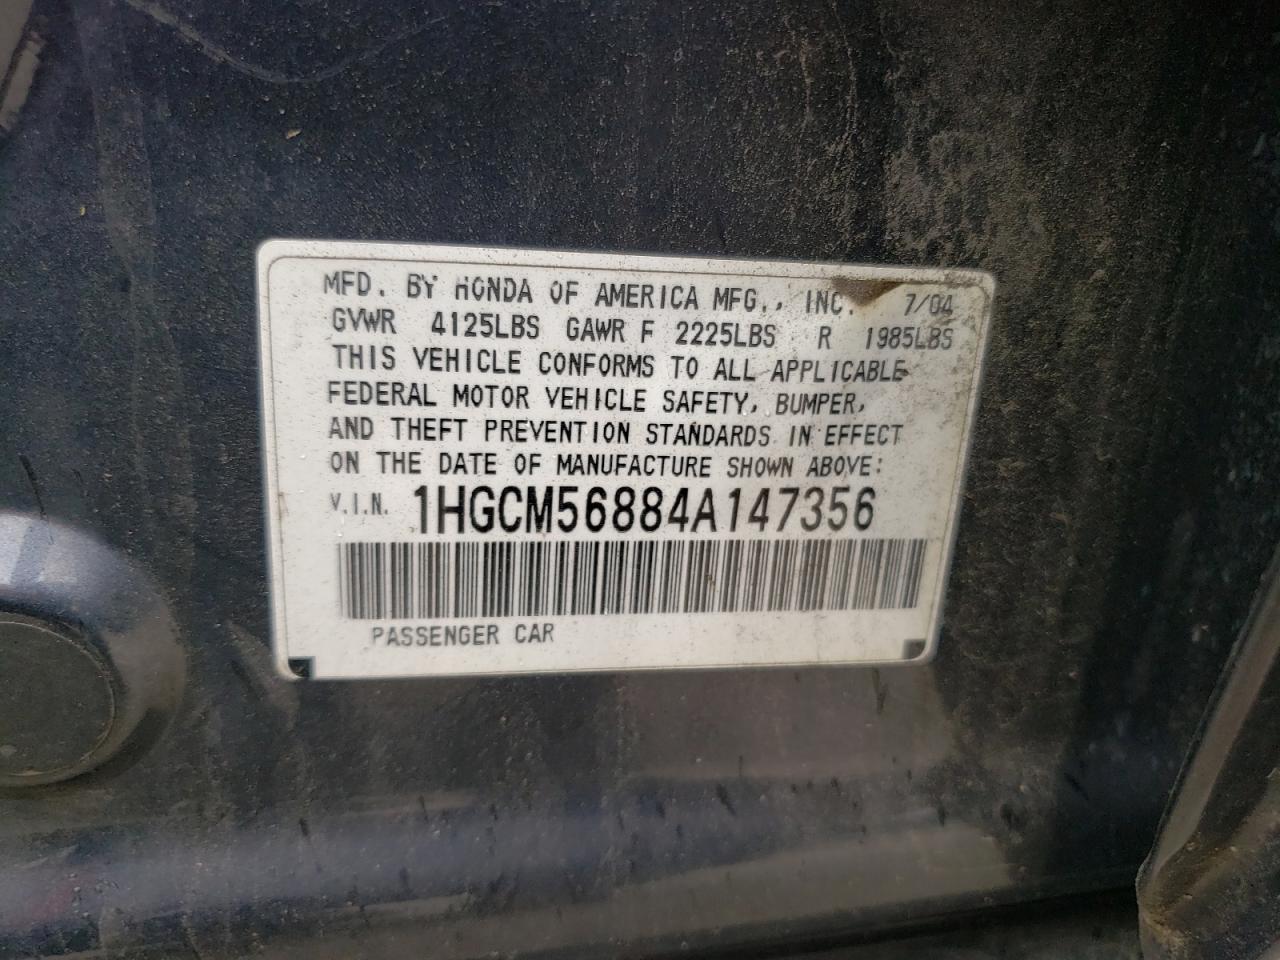 MFD. BY HONDA OF AMERICA MFG., INC. 7/04
GVWR 4125LBS GAWR F 2225LBS R 1985LBS
THIS VEHICLE CONFORMS TO ALL APPLICABLE
FEDERAL MOTOR VEHICLE SAFETY, BUMPER,
AND THEFT PREVENTION STANDARDS IN EFFECT
ON THE DATE OF MANUFACTURE SHOWN ABOVE:
V.I.N. 1HGCM56884A147356
PASSENGER CAR